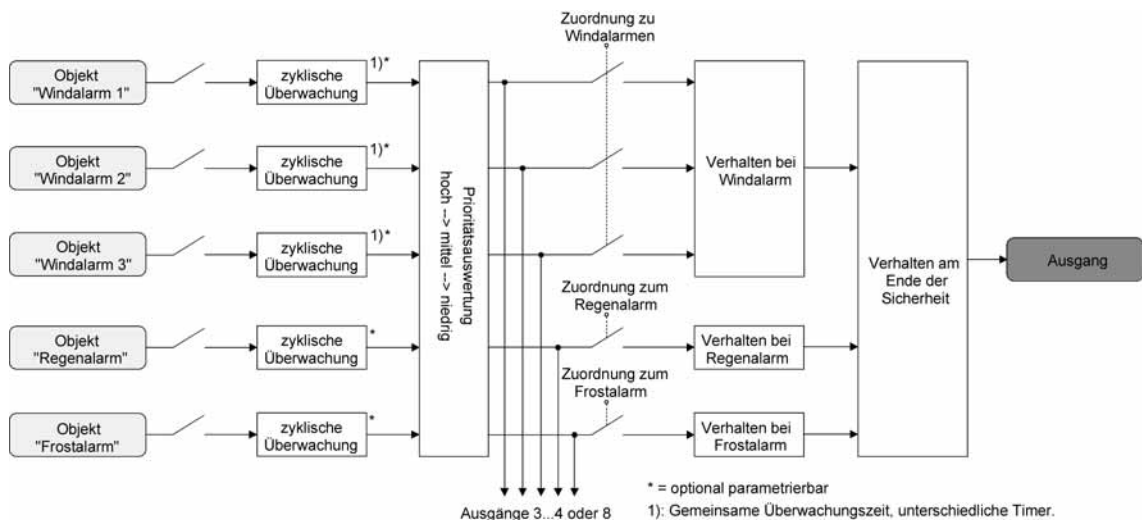 Zuordnung zu
Windalarmen
Objekt
"Windalarm 1"
zyklische
Überwachung
1)*
Objekt
"Windalarm 2"
zyklische
Überwachung
1)*
Objekt
"Windalarm 3"
zyklische
Überwachung
1)*
Objekt
"Regenalarm"
zyklische
Überwachung
*
Objekt
"Frostalarm"
zyklische
Überwachung
*
Prioritätsauswertung
hoch --> mittel --> niedrig
Zuordnung zum
Regenalarm
Zuordnung zum
Frostalarm
Verhalten bei
Windalarm
Verhalten bei
Regenalarm
Verhalten bei
Frostalarm
Verhalten am
Ende der
Sicherheit
Ausgang
Ausgänge 3...4 oder 8
* = optional parametrierbar
1): Gemeinsame Überwachungszeit, unterschiedliche Timer.